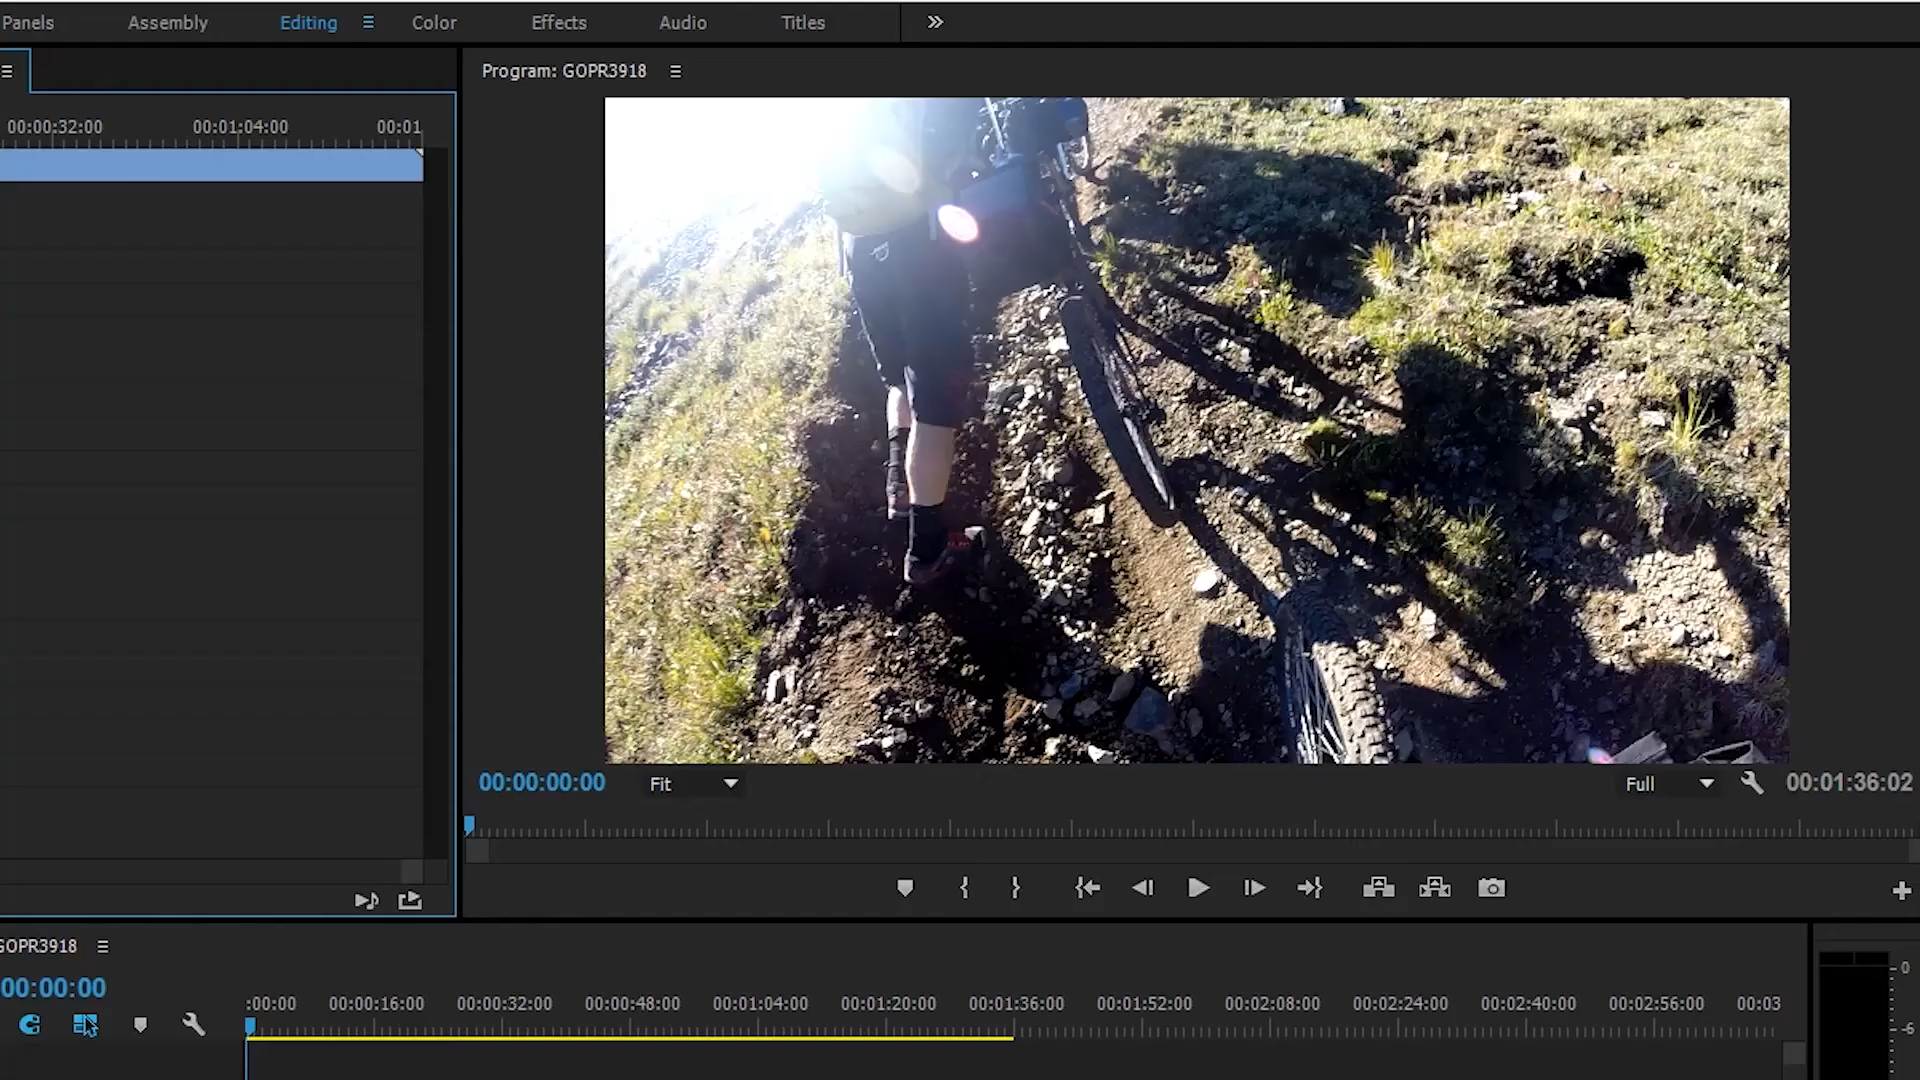 Panels Assembly Editing Color Effects Audio Titles
Program: GOPR3918
00:00:32:00 00:01:04:00 00:01
00:00:00:00 Fit Full 00:01:36:02
GOPR3918
00:00:00
:00:00 00:00:16:00 00:00:32:00 00:00:48:00 00:01:04:00 00:01:20:00 00:01:36:00 00:01:52:00 00:02:08:00 00:02:24:00 00:02:40:00 00:02:56:00 00:03
0
-6